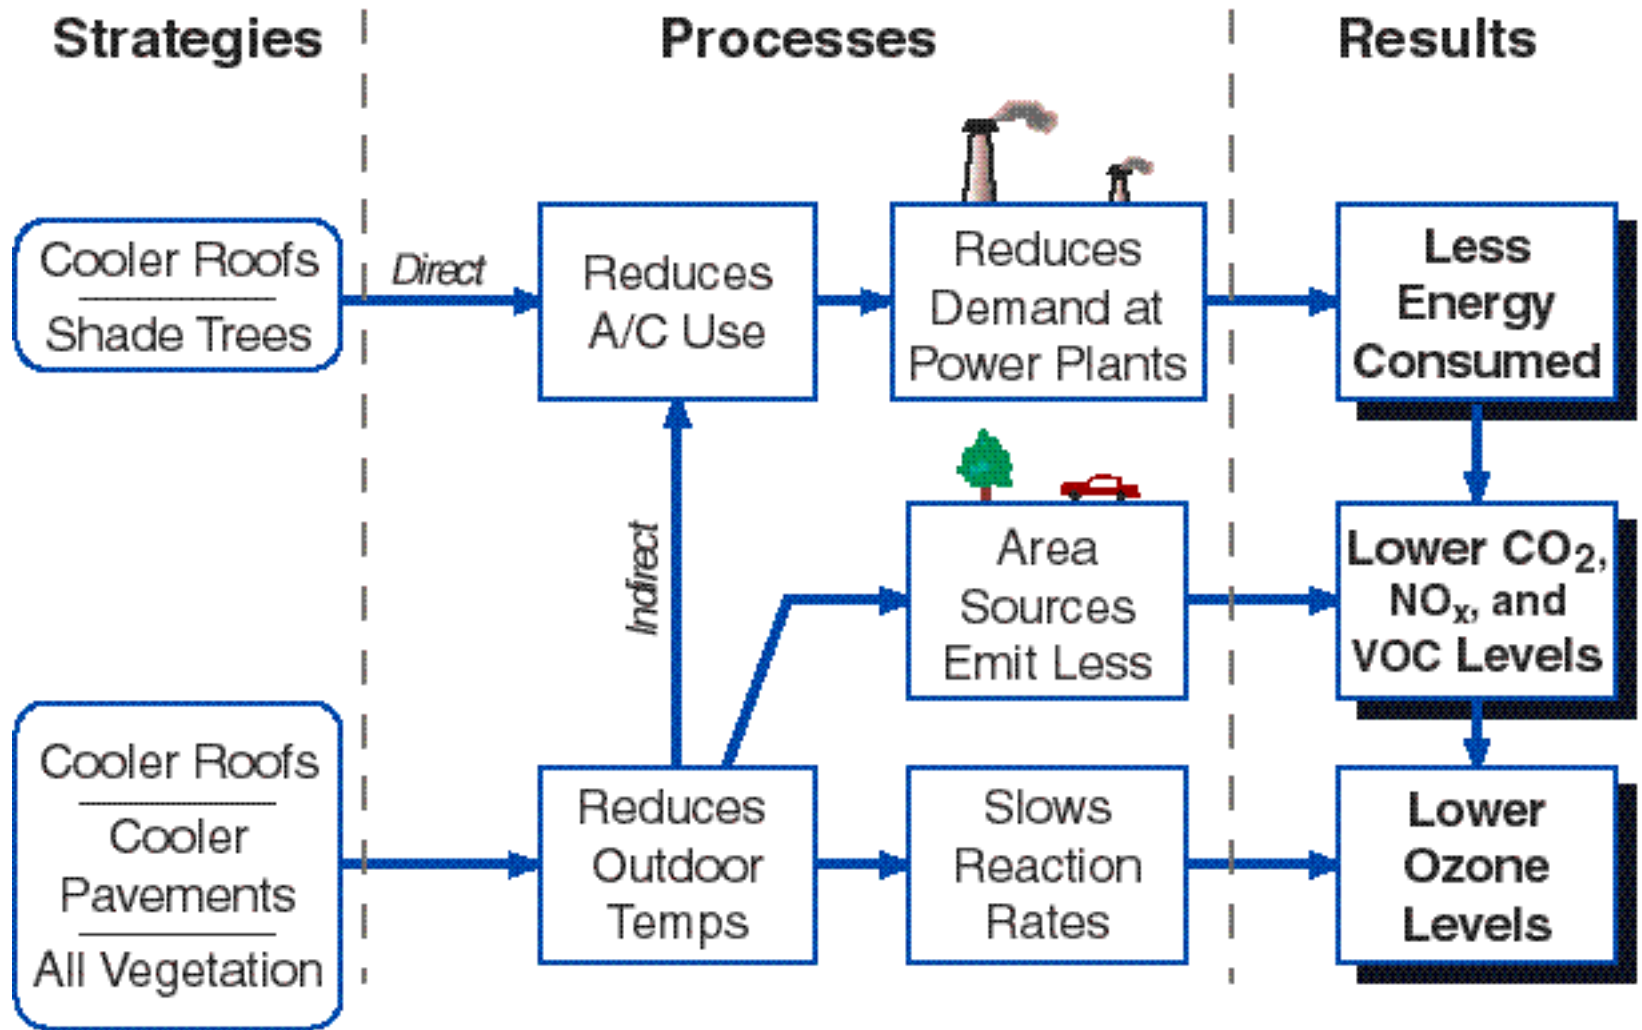 Strategies
Processes
Results
Cooler Roofs
Shade Trees
Direct
Reduces
A/C Use
Reduces
Demand at
Power Plants
Less
Energy
Consumed
Indirect
Area
Sources
Emit Less
Lower CO₂,
NOₓ, and
VOC Levels
Cooler Roofs
Cooler
Pavements
All Vegetation
Reduces
Outdoor
Temps
Slows
Reaction
Rates
Lower
Ozone
Levels